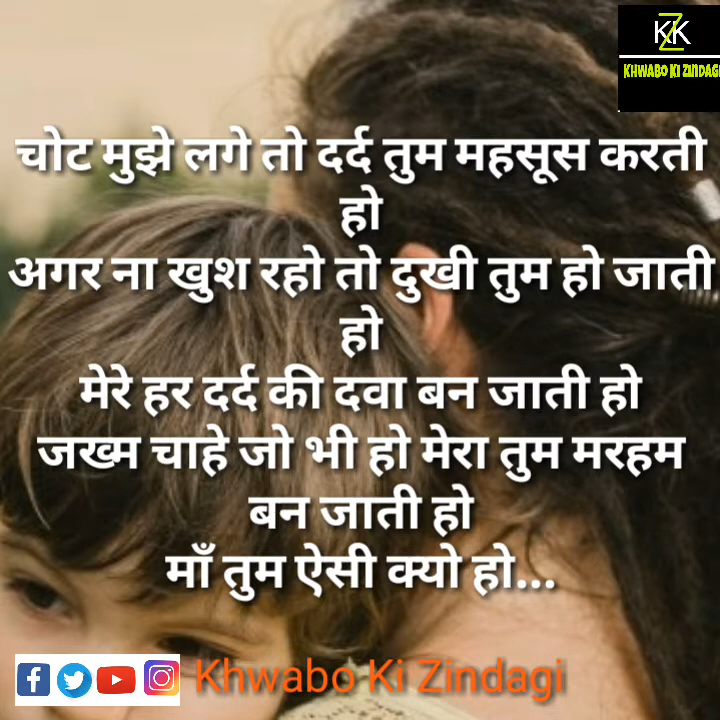 KZK
KHWABO KI ZINDAGI
चोट मुझे लगे तो दर्द तुम महसूस करती
हो
अगर ना खुश रहो तो दुखी तुम हो जाती
हो
मेरे हर दर्द की दवा बन जाती हो
जख्म चाहे जो भी हो मेरा तुम मरहम
बन जाती हो
माँ तुम ऐसी क्यो हो...
Khwabo Ki Zindagi